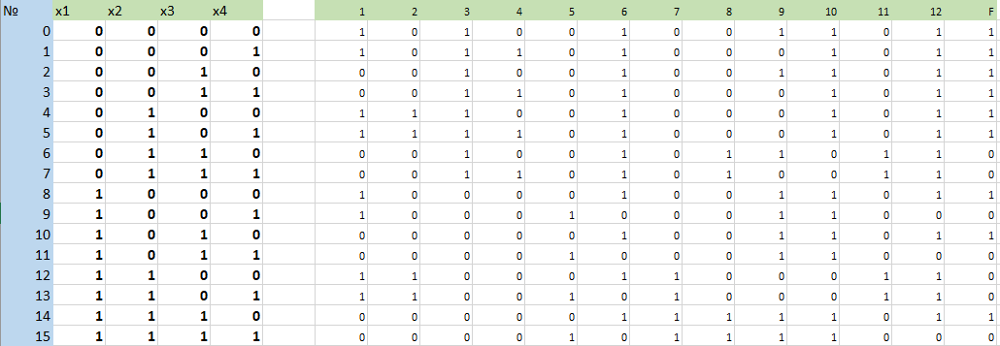 № x1 x2 x3 x4 1 2 3 4 5 6 7 8 9 10 11 12 F
0 0 0 0 0 1 0 1 0 0 1 0 0 1 1 0 1 1
1 0 0 0 1 1 0 1 1 0 1 0 0 0 1 0 1 1
2 0 0 1 0 0 0 1 0 0 1 0 0 1 1 0 1 1
3 0 0 1 1 0 0 1 1 0 1 0 0 0 1 0 1 1
4 0 1 0 0 1 1 1 0 0 1 0 0 0 1 0 1 1
5 0 1 0 1 1 1 1 1 0 1 0 0 0 1 0 1 1
6 0 1 1 0 0 0 1 0 0 1 0 1 1 0 1 1 0
7 0 1 1 1 0 0 1 1 0 1 0 1 0 0 1 1 0
8 1 0 0 0 1 0 0 0 0 1 0 0 1 1 0 1 1
9 1 0 0 1 1 0 0 0 1 0 0 0 1 1 0 0 0
10 1 0 1 0 0 0 0 0 0 1 0 0 1 1 0 1 1
11 1 0 1 1 0 0 0 0 1 0 0 0 1 1 0 0 0
12 1 1 0 0 1 1 0 0 0 1 1 0 0 0 1 1 0
13 1 1 0 1 1 1 0 0 1 0 1 0 0 0 1 1 0
14 1 1 1 0 0 0 0 0 0 1 1 1 1 1 0 1 1
15 1 1 1 1 0 0 0 0 1 0 1 1 1 1 0 0 0